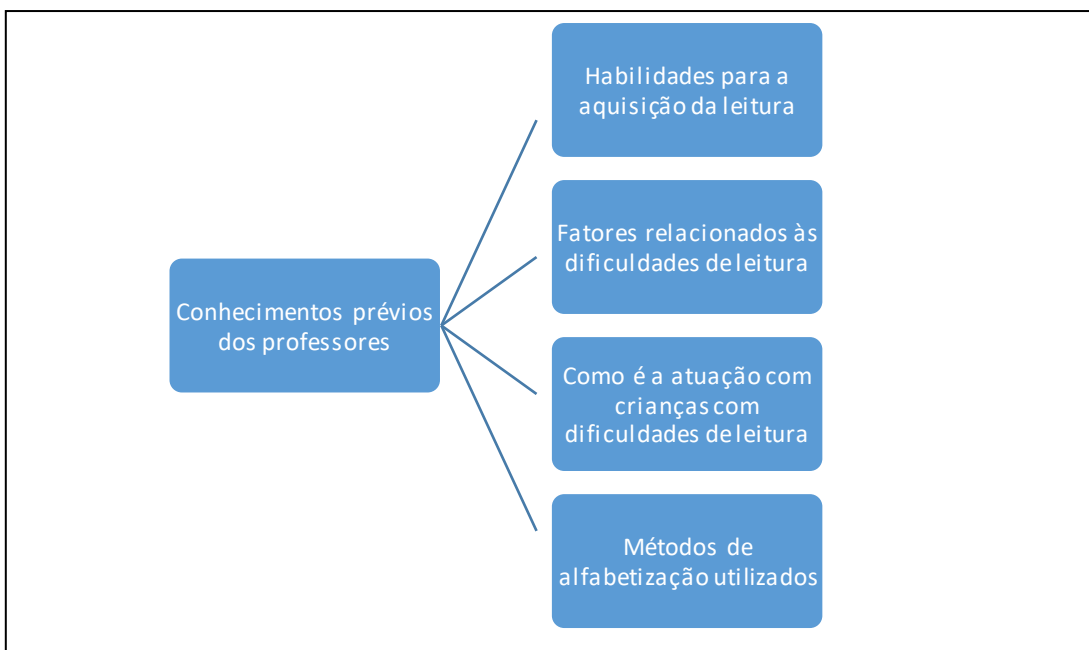 Conhecimentos prévios
dos professores
Habilidades para a
aquisição da leitura
Fatores relacionados às
dificuldades de leitura
Como é a atuação com
crianças com
dificuldades de leitura
Métodos de
alfabetização utilizados